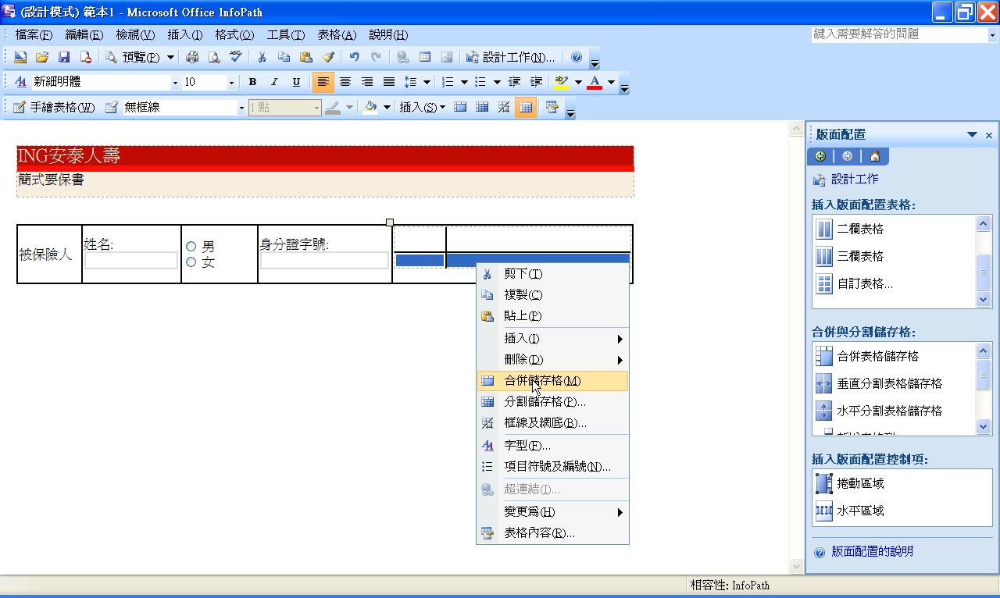 (設計模式) 範本1 - Microsoft Office InfoPath
檔案(F) 編輯(E) 檢視(V) 插入(I) 格式(O) 工具(T) 表格(A) 說明(H) 鍵入需要解答的問題
預覽(P) 設計工作(N)...
新細明體 10 B I U
手繪表格(W) 無框線 1 點 插入(S)
ING安泰人壽
簡式要保書
被保險人
姓名:
男
女
身分證字號:
剪下(T)
複製(C)
貼上(P)
插入(I)
刪除(D)
合併儲存格(M)
分割儲存格(P)...
框線及網底(B)...
字型(F)...
項目符號及編號(N)...
超連結(I)...
變更為(H)
表格內容(R)...
版面配置
設計工作
插入版面配置表格:
二欄表格
三欄表格
自訂表格...
合併與分割儲存格:
合併表格儲存格
垂直分割表格儲存格
水平分割表格儲存格
插入版面配置控制項:
捲動區域
水平區域
版面配置的說明
相容性: InfoPath